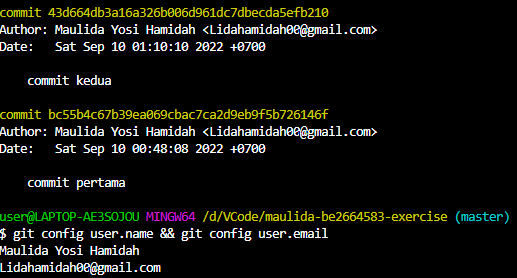 commit 43d664db3a16a326b006d961dc7dbecda5efb210
Author: Maulida Yosi Hamidah <Lidahamidah00@gmail.com>
Date:   Sat Sep 10 01:10:10 2022 +0700
    commit kedua
commit bc55b4c67b39ea069cbac7ca2d9eb9f5b726146f
Author: Maulida Yosi Hamidah <Lidahamidah00@gmail.com>
Date:   Sat Sep 10 00:48:08 2022 +0700
    commit pertama
user@LAPTOP-AE3SOJOU MINGW64 /d/VCode/maulida-be2664583-exercise (master)
$ git config user.name && git config user.email
Maulida Yosi Hamidah
Lidahamidah00@gmail.com